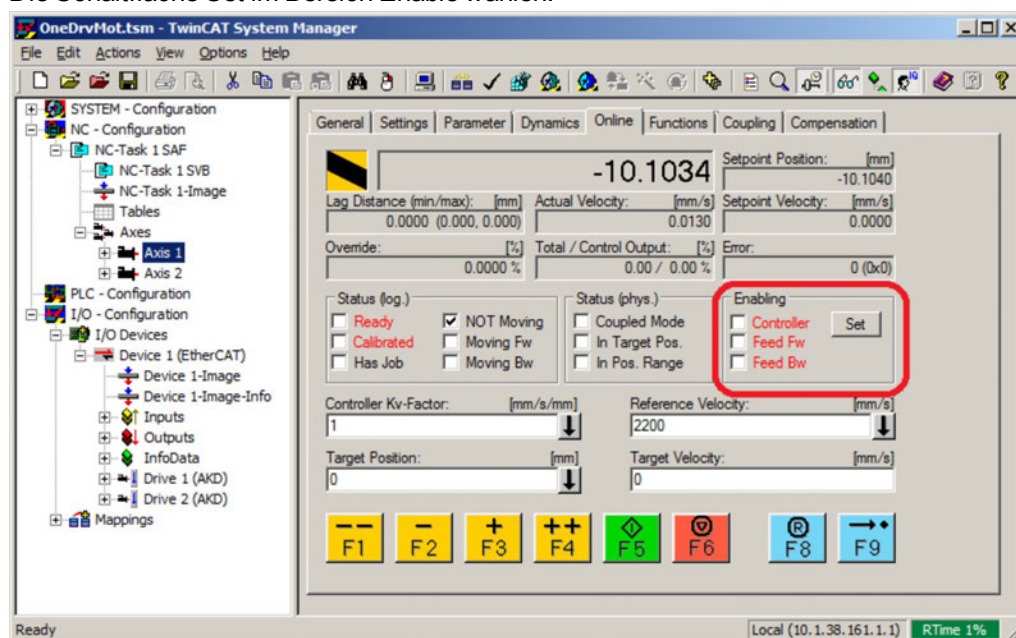 Die Schaltfläche Set im Bereich Enable wählen.
OneDrvMot.tsm - TwinCAT System Manager
File Edit Actions View Options Help
SYSTEM - Configuration
NC - Configuration
NC-Task 1 SAF
NC-Task 1 SVB
NC-Task 1-Image
Tables
Axes
Axis 1
Axis 2
PLC - Configuration
I/O - Configuration
I/O Devices
Device 1 (EtherCAT)
Device 1-Image
Device 1-Image-Info
Inputs
Outputs
InfoData
Drive 1 (AKD)
Drive 2 (AKD)
Mappings
General Settings Parameter Dynamics Online Functions Coupling Compensation
-10.1034
Setpoint Position: [mm]
-10.1040
Lag Distance (min/max): [mm] Actual Velocity: [mm/s] Setpoint Velocity: [mm/s]
0.0000 (0.000, 0.000) 0.0130 0.0000
Override: [%] Total / Control Output: [%] Error:
0.0000 % 0.00 / 0.00 % 0 (0x0)
Status (log.) Status (phys.) Enabling
Ready NOT Moving Coupled Mode Controller Set
Calibrated Moving Fw In Target Pos. Feed Fw
Has Job Moving Bw In Pos. Range Feed Bw
Controller Kv-Factor: [mm/s/mm] Reference Velocity: [mm/s]
1 2200
Target Position: [mm] Target Velocity: [mm/s]
0 0
-- - + ++ R
F1 F2 F3 F4 F5 F6 F8 F9
Ready Local (10.1.38.161.1.1) RTime 1%